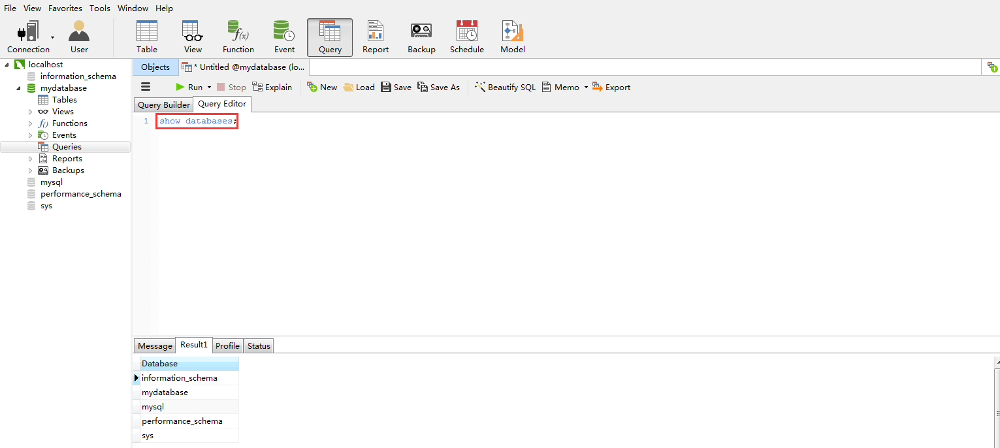 File View Favorites Tools Window Help
Connection User Table View Function Event Query Report Backup Schedule Model
localhost
information_schema
mydatabase
Tables
Views
Functions
Events
Queries
Reports
Backups
mysql
performance_schema
sys
Objects * Untitled @mydatabase (lo...
Run Stop Explain New Load Save Save As Beautify SQL Memo Export
Query Builder Query Editor
1 show databases;
Message Result1 Profile Status
Database
information_schema
mydatabase
mysql
performance_schema
sys